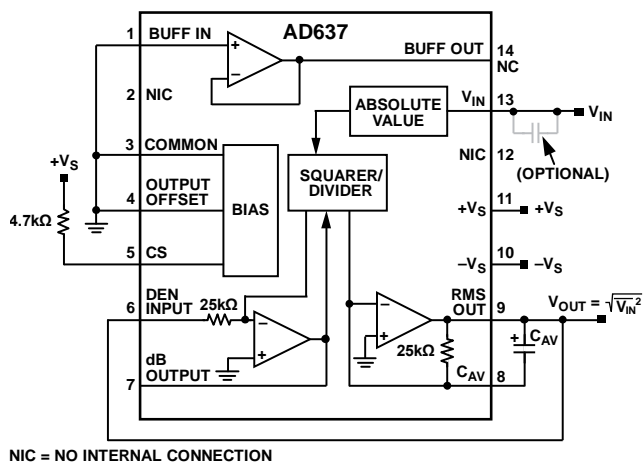 AD637
1 BUFF IN
BUFF OUT 14
NC
2 NIC
ABSOLUTE
VALUE
V_IN 13
V_IN
(OPTIONAL)
3 COMMON
NIC 12
+V_S
SQUARER/
DIVIDER
4 OUTPUT
OFFSET
BIAS
11
+V_S +V_S
4.7kΩ
5 CS
10
–V_S –V_S
6 DEN
INPUT
25kΩ
RMS
OUT 9
V_OUT = √V̅_IN̅²
+
–
C_AV
25kΩ
7 dB
OUTPUT
C_AV 8
NIC = NO INTERNAL CONNECTION